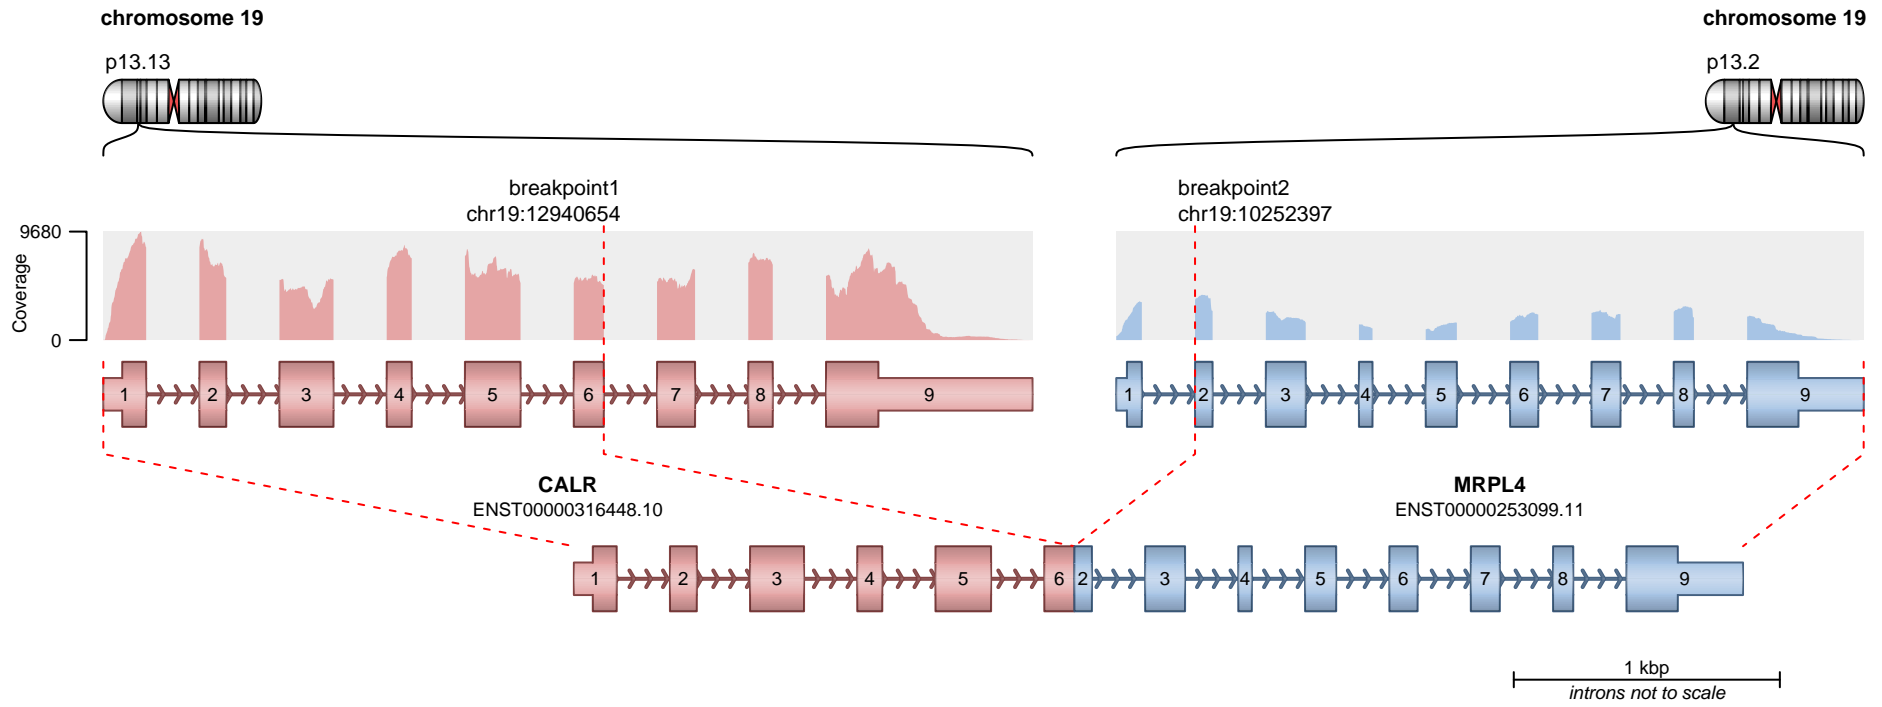 chromosome 19
chromosome 19
p13.13
p13.2
breakpoint1
chr19:12940654
breakpoint2
chr19:10252397
9680
Coverage
0
1 2 3 4 5 6 7 8 9
1 2 3 4 5 6 7 8 9
CALR
ENST00000316448.10
MRPL4
ENST00000253099.11
1 2 3 4 5 6 2 3 4 5 6 7 8 9
1 kbp
introns not to scale